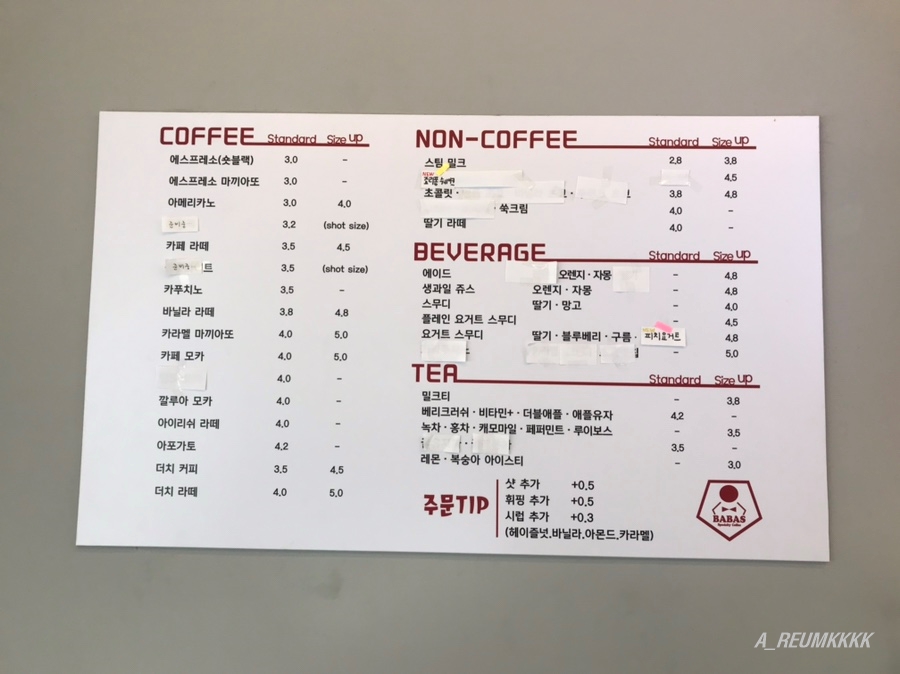 COFFEE Standard Size up
에스프레소(숏블랙) 3.0 -
에스프레소 마끼아또 3.0 -
아메리카노 3.0 4.0
3.2 (shot size)
카페 라떼 3.5 4.5
트 3.5 (shot size)
카푸치노 3.5 -
바닐라 라떼 3.8 4.8
카라멜 마끼아또 4.0 5.0
카페 모카 4.0 5.0
4.0 -
깔루아 모카 4.0 -
아이리쉬 라떼 4.0 -
아포가토 4.2 -
더치 커피 3.5 4.5
더치 라떼 4.0 5.0
NON-COFFEE Standard Size up
스팀 밀크 2.8 3.8
NEW 4.5
초콜릿 · · 3.8 4.8
· 쑥크림 4.0 -
딸기 라떼 4.0 -
BEVERAGE Standard Size up
에이드 오렌지 · 자몽 - 4.8
생과일 쥬스 오렌지 · 자몽 - 4.8
스무디 딸기 · 망고 - 4.0
플레인 요거트 스무디 - 4.5
요거트 스무디 딸기 · 블루베리 · 구름 · 피치요거트 - 4.8
- 5.0
TEA Standard Size up
밀크티 - 3.8
베리크러쉬 · 비타민+ · 더블애플 · 애플유자 4.2 -
녹차 · 홍차 · 캐모마일 · 페퍼민트 · 루이보스 - 3.5
3.5 -
레몬 · 복숭아 아이스티 - 3.0
주문TIP
샷 추가 +0.5
휘핑 추가 +0.5
시럽 추가 +0.3
(헤이즐넛.바닐라.아몬드.카라멜)
BABAS
Specialty Coffee
A_REUMKKKK